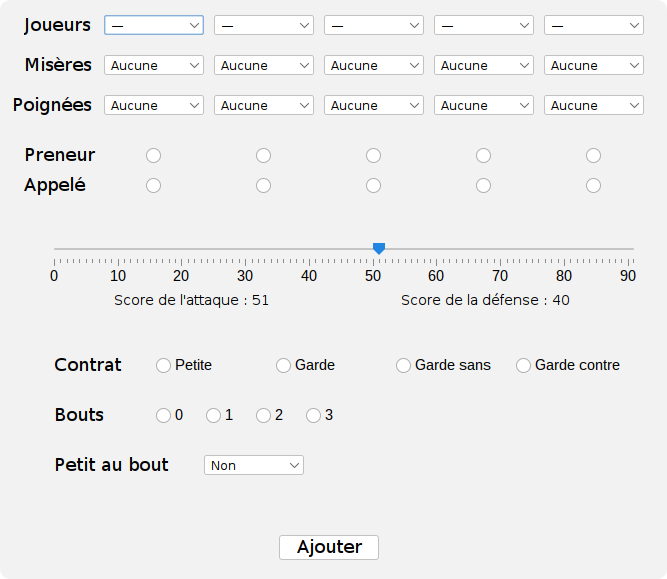 Joueurs — — — — —
Misères Aucune Aucune Aucune Aucune Aucune
Poignées Aucune Aucune Aucune Aucune Aucune
Preneur
Appelé
0 10 20 30 40 50 60 70 80 90
Score de l'attaque : 51 Score de la défense : 40
Contrat Petite Garde Garde sans Garde contre
Bouts 0 1 2 3
Petit au bout Non
Ajouter